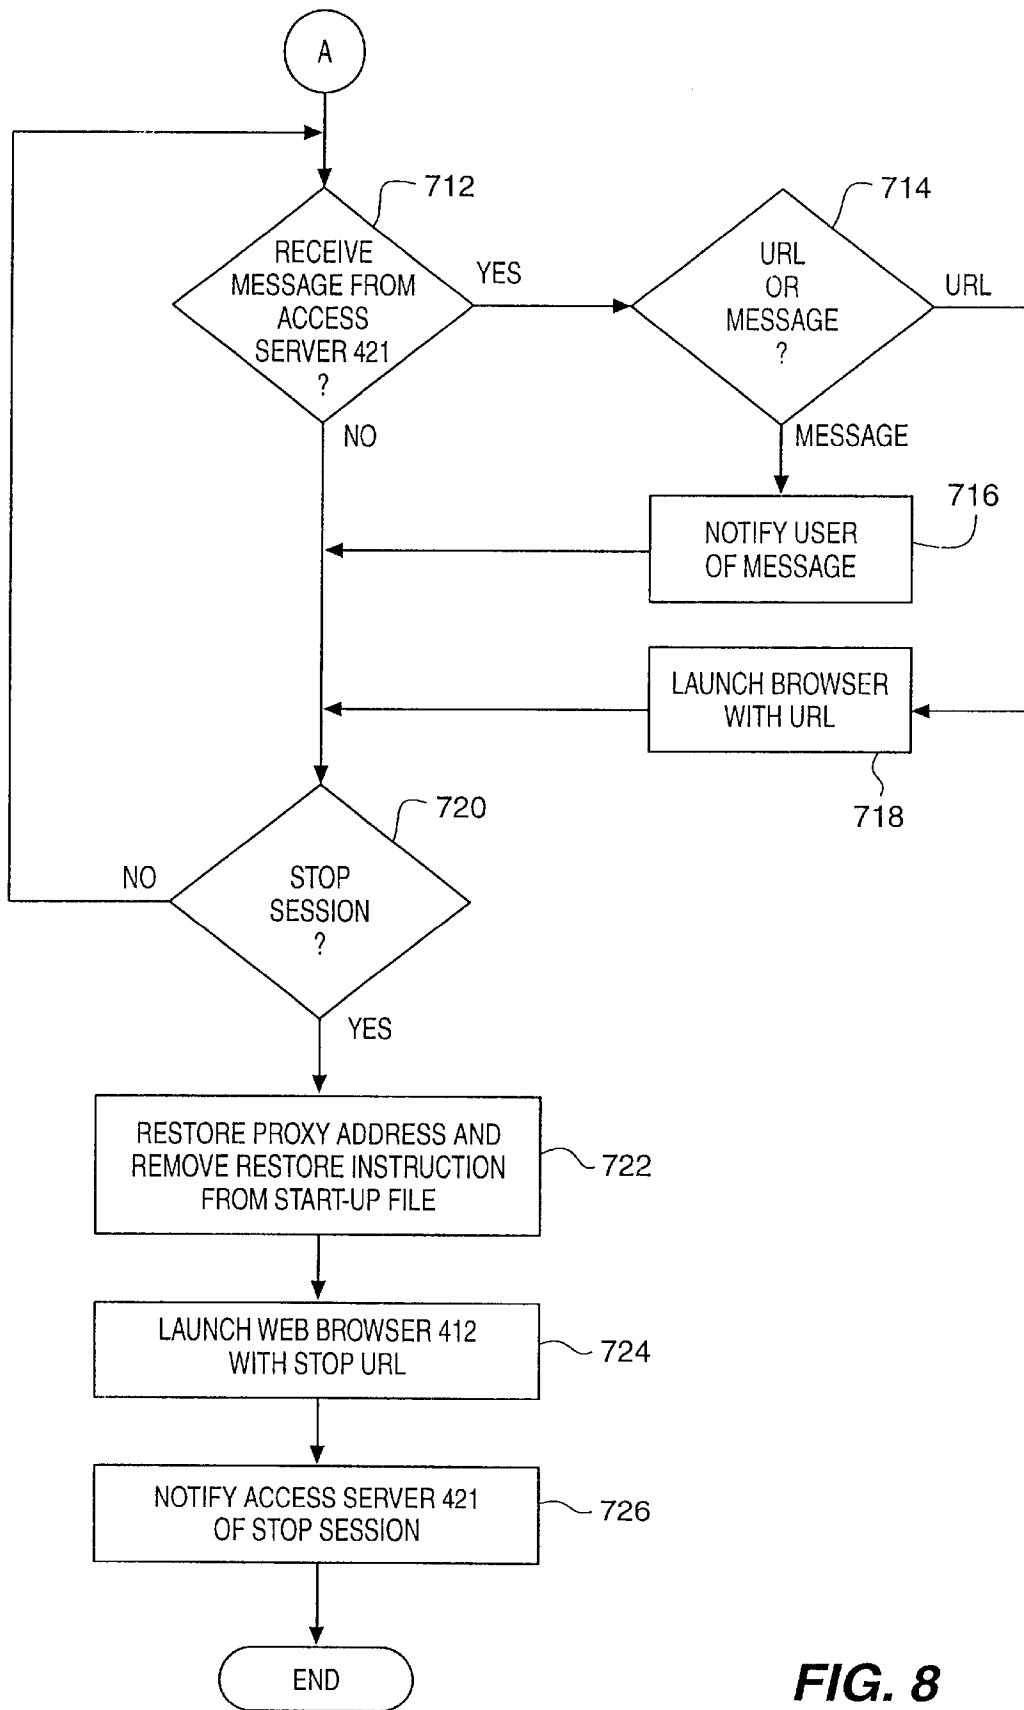 A
712
RECEIVE
MESSAGE FROM
ACCESS
SERVER 421
?
YES
NO
714
URL
OR
MESSAGE
?
URL
MESSAGE
716
NOTIFY USER
OF MESSAGE
LAUNCH BROWSER
WITH URL
718
720
STOP
SESSION
?
NO
YES
RESTORE PROXY ADDRESS AND
REMOVE RESTORE INSTRUCTION
FROM START-UP FILE
722
LAUNCH WEB BROWSER 412
WITH STOP URL
724
NOTIFY ACCESS SERVER 421
OF STOP SESSION
726
END
FIG. 8